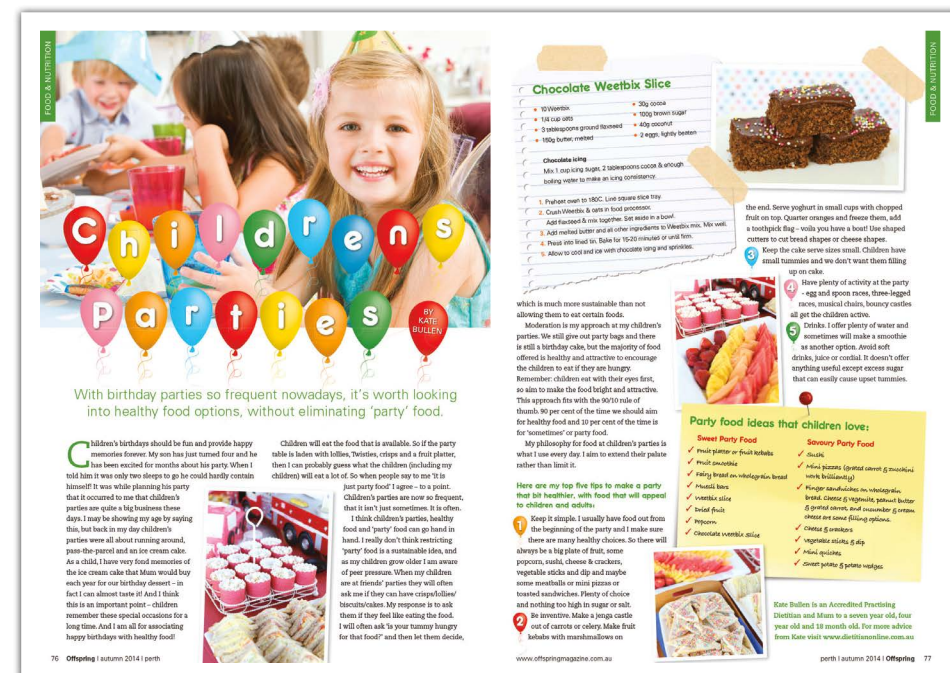 FOOD & NUTRITION
Childrens
Parties
BY
KATE
BULLEN
With birthday parties so frequent nowadays, it's worth looking
into healthy food options, without eliminating 'party' food.
Children's birthdays should be fun and provide happy
memories forever. My son has just turned four and he
has been excited for months about his party. When I
told him it was only two sleeps to go he could hardly contain
himself! It was while planning his party
that it occurred to me that children's
parties are quite a big business these
days. I may be showing my age by saying
this, but back in my day children's
parties were all about running around,
pass-the-parcel and an ice cream cake.
As a child, I have very fond memories of
the ice cream cake that Mum would buy
each year for our birthday dessert – in
fact I can almost taste it! And I think
this is an important point – children
remember these special occasions for a
long time. And I am all for associating
happy birthdays with healthy food!
Children will eat the food that is available. So if the party
table is laden with lollies, Twisties, crisps and a fruit platter,
then I can probably guess what the children (including my
children) will eat a lot of. So when people say to me 'it is
just party food' I agree – to a point.
Children's parties are now so frequent,
that it isn't just sometimes. It is often.
I think children's parties, healthy
food and 'party' food can go hand in
hand. I really don't think restricting
'party' food is a sustainable idea, and
as my children grow older I am aware
of peer pressure. When my children
are at friends' parties they will often
ask me if they can have crisps/lollies/
biscuits/cakes. My response is to ask
them if they feel like eating the food.
I will often ask 'is your tummy hungry
for that food?' and then let them decide,
76 Offspring | autumn 2014 | perth
Chocolate Weetbix Slice
• 10 Weetbix
• 1/4 cup oats
• 3 tablespoons ground flaxseed
• 150g butter, melted
• 30g cocoa
• 100g brown sugar
• 40g coconut
• 2 eggs, lightly beaten
Chocolate icing
Mix 1 cup icing sugar, 2 tablespoons cocoa & enough
boiling water to make an icing consistency.
1. Preheat oven to 180C. Line square slice tray.
2. Crush Weetbix & oats in food processor.
Add flaxseed & mix together. Set aside in a bowl.
3. Add melted butter and all other ingredients to Weetbix mix. Mix well.
4. Press into lined tin. Bake for 15-20 minutes or until firm.
5. Allow to cool and ice with chocolate icing and sprinkles.
which is much more sustainable than not
allowing them to eat certain foods.
Moderation is my approach at my children's
parties. We still give out party bags and there
is still a birthday cake, but the majority of food
offered is healthy and attractive to encourage
the children to eat if they are hungry.
Remember: children eat with their eyes first,
so aim to make the food bright and attractive.
This approach fits with the 90/10 rule of
thumb. 90 per cent of the time we should aim
for healthy food and 10 per cent of the time is
for 'sometimes' or party food.
My philosophy for food at children's parties is
what I use every day. I aim to extend their palate
rather than limit it.
Here are my top five tips to make a party
that bit healthier, with food that will appeal
to children and adults:
1 Keep it simple. I usually have food from
the beginning of the party and I make sure
there are many healthy choices. So there will
always be a big plate of fruit, some
popcorn, sushi, cheese & crackers,
vegetable sticks & dip and maybe
some meatballs or mini pizzas or
toasted sandwiches. Plenty of choice
and nothing too high in sugar or salt.
2 Be inventive. Make a jenga castle
out of carrots or celery. Make fruit
kebabs with marshmallows on
www.offspringmagazine.com.au
FOOD & NUTRITION
the end. Serve yoghurt in small cups with chopped
fruit on top. Quarter oranges and freeze them, add
a toothpick flag – voila you have a boat! Use shaped
cutters to cut bread shapes or cheese shapes.
3 Keep the cake serve sizes small. Children have
small tummies and we don't want them filling
up on cake.
4 Have plenty of activity at the party
- egg and spoon races, three-legged
races, musical chairs, bouncy castles
all get the children active.
5 Drinks. I offer plenty of water and
sometimes will make a smoothie
as another option. Avoid soft
drinks, juice or cordial. It doesn't offer
anything useful except excess sugar
that can easily cause upset tummies.
Party food ideas that children love:
Sweet Party Food
✓ Fruit platter or fruit kebabs
✓ Fruit smoothie
✓ Fairy bread on wholegrain bread
✓ Muesli bars
✓ Weetbix slice
✓ Dried fruit
✓ Popcorn
✓ Chocolate Weetbix Slice
Savoury Party Food
✓ Sushi
✓ Mini pizzas (grated carrot & zucchini
work brilliantly)
✓ Finger sandwiches on wholegrain
bread. Cheese & vegemite, peanut butter
& grated carrot, and cucumber & cream
cheese are some filling options.
✓ Cheese & crackers
✓ Vegetable sticks & dip
✓ Mini quiches
✓ Sweet potato & potato wedges
Kate Bullen is an Accredited Practising
Dietitian and Mum to a seven year old, four
year old and 18 month old. For more advice
from Kate visit www.dietitianonline.com.au
perth | autumn 2014 | Offspring 77